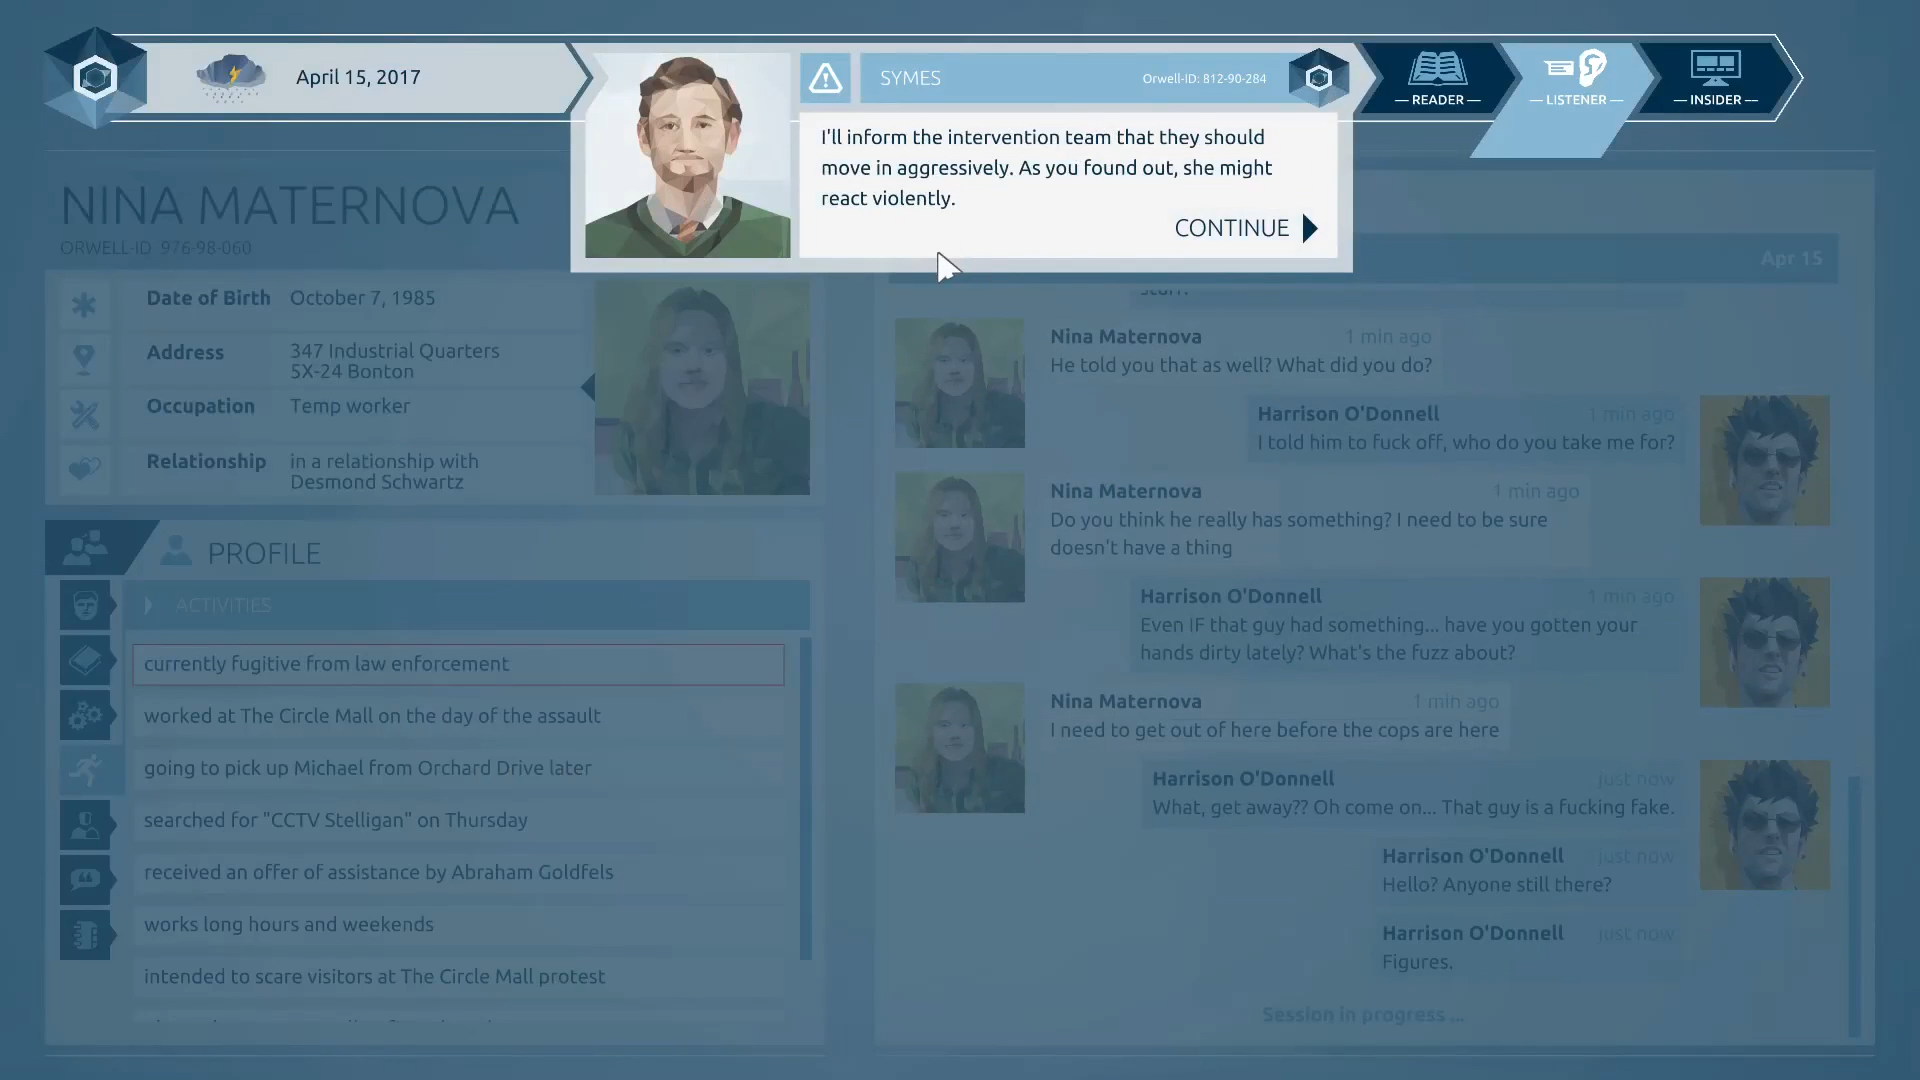 April 15, 2017
SYMES
Orwell-ID: 812-90-284
I'll inform the intervention team that they should
move in aggressively. As you found out, she might
react violently.
CONTINUE
READER
LISTENER
INSIDER
NINA MATERNOVA
ORWELL-ID 976-98-060
Date of Birth October 7, 1985
Address 347 Industrial Quarters
5X-24 Bonton
Occupation Temp worker
Relationship in a relationship with
Desmond Schwartz
PROFILE
ACTIVITIES
currently fugitive from law enforcement
worked at The Circle Mall on the day of the assault
going to pick up Michael from Orchard Drive later
searched for "CCTV Stelligan" on Thursday
received an offer of assistance by Abraham Goldfels
works long hours and weekends
intended to scare visitors at The Circle Mall protest
Apr 15
stuff.
Nina Maternova 1 min ago
He told you that as well? What did you do?
Harrison O'Donnell 1 min ago
I told him to fuck off, who do you take me for?
Nina Maternova 1 min ago
Do you think he really has something? I need to be sure
doesn't have a thing
Harrison O'Donnell 1 min ago
Even IF that guy had something... have you gotten your
hands dirty lately? What's the fuzz about?
Nina Maternova 1 min ago
I need to get out of here before the cops are here
Harrison O'Donnell just now
What, get away?? Oh come on... That guy is a fucking fake.
Harrison O'Donnell just now
Hello? Anyone still there?
Harrison O'Donnell just now
Figures.
Session in progress ...